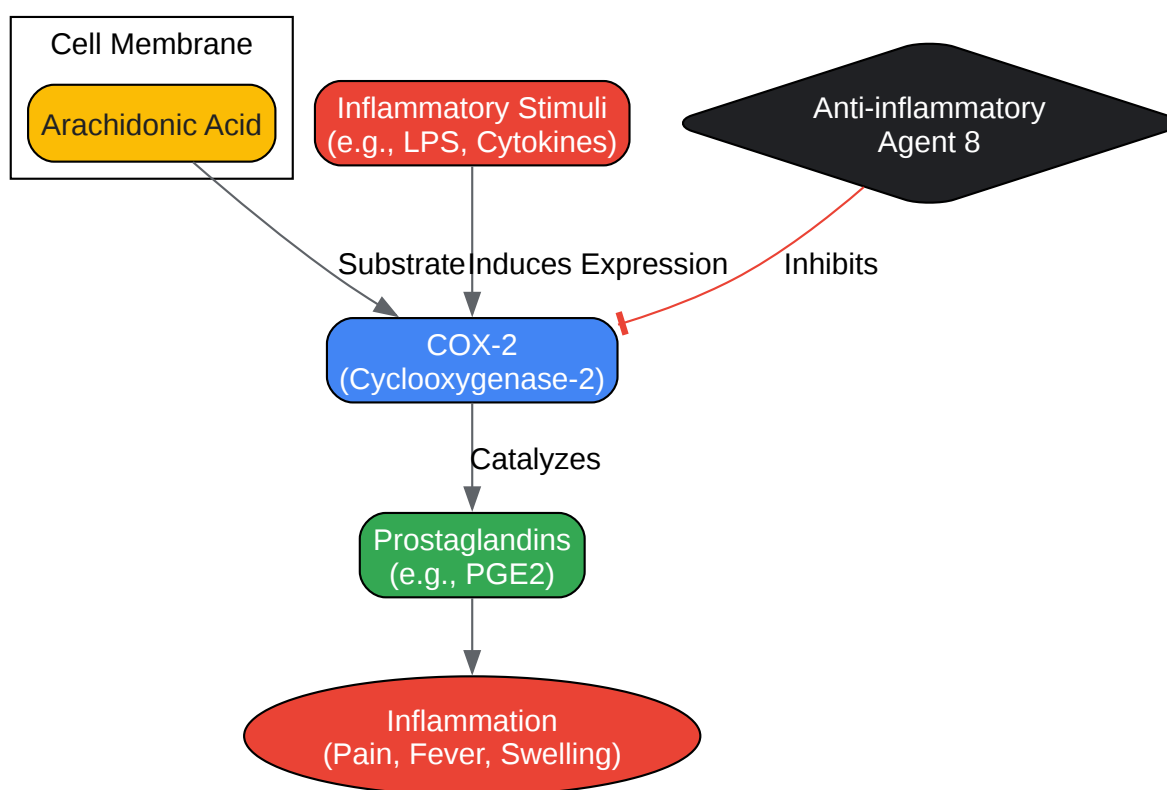 Cell Membrane
Arachidonic Acid
Inflammatory Stimuli
(e.g., LPS, Cytokines)
Anti-inflammatory
Agent 8
Substrate
Induces Expression
Inhibits
COX-2
(Cyclooxygenase-2)
Catalyzes
Prostaglandins
(e.g., PGE2)
Inflammation
(Pain, Fever, Swelling)